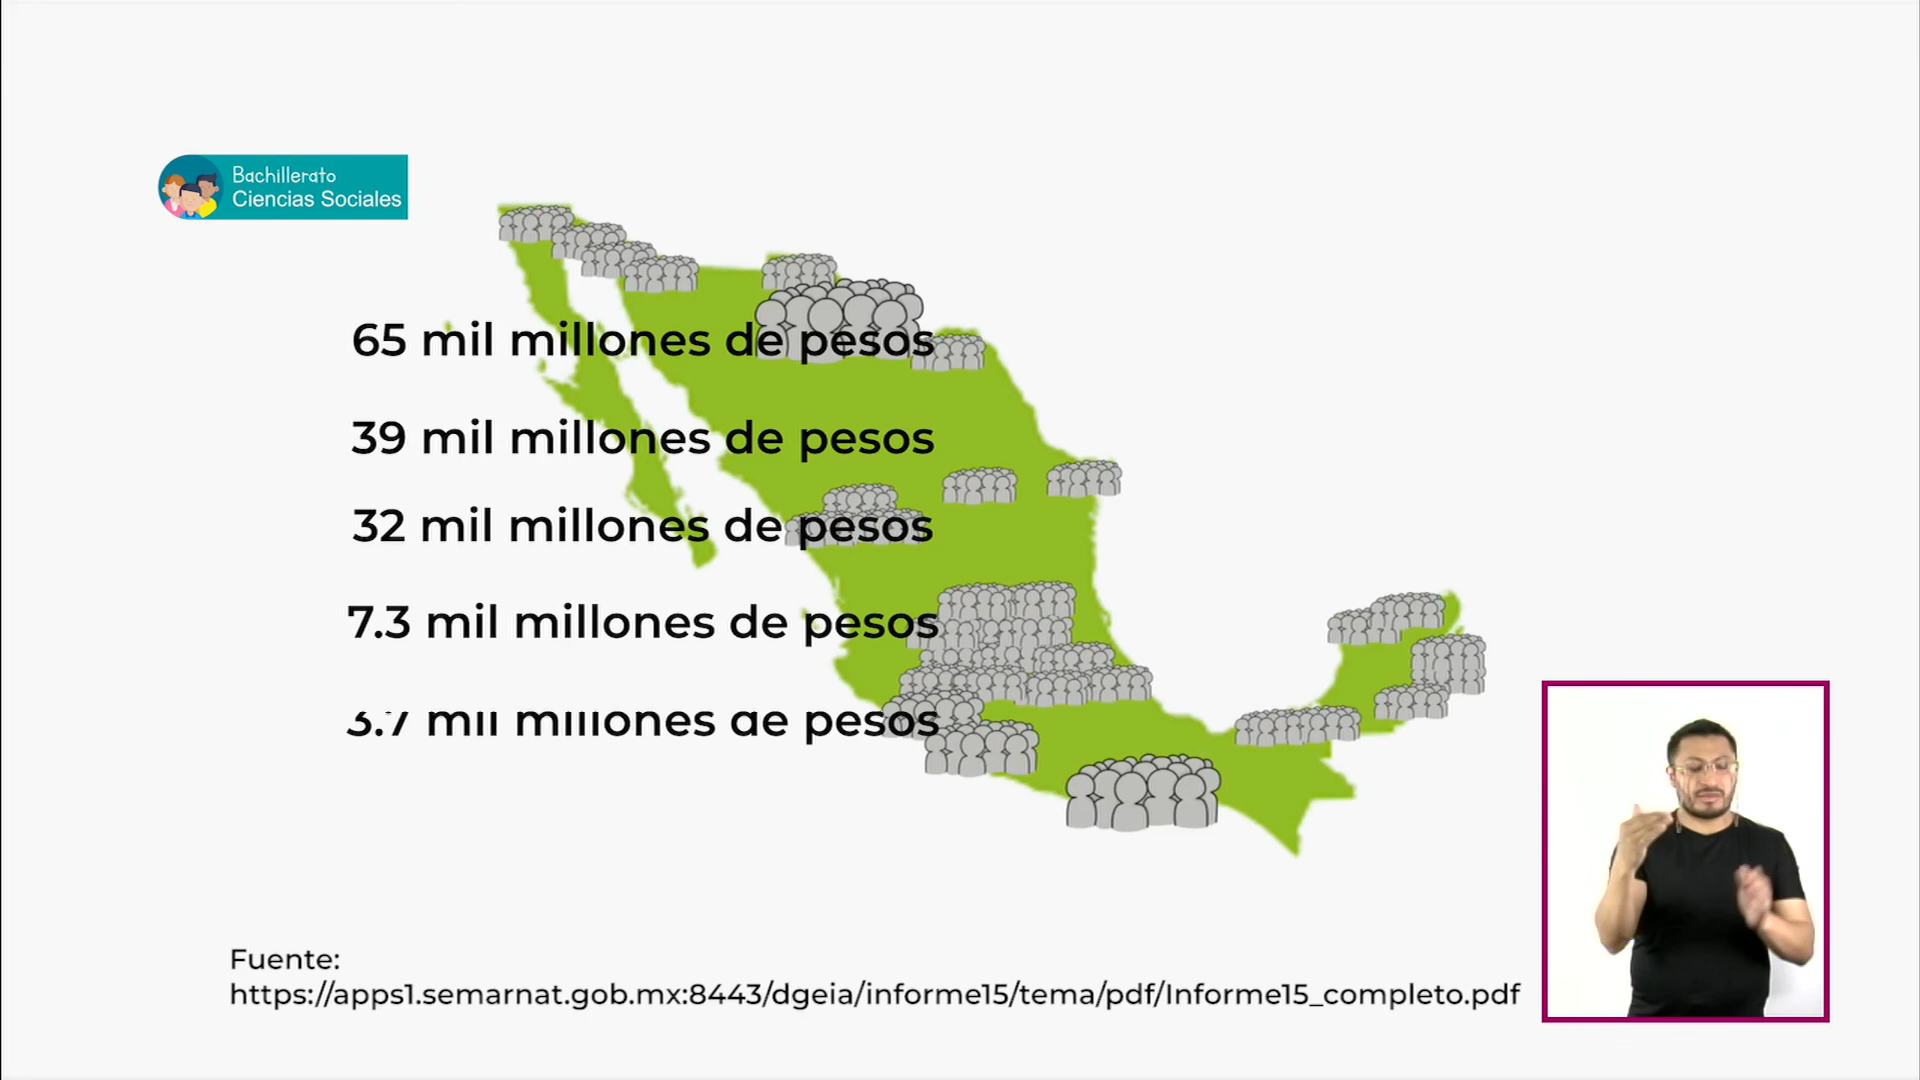 Bachillerato
Ciencias Sociales
65 mil millones de pesos
39 mil millones de pesos
32 mil millones de pesos
7.3 mil millones de pesos
3.7 mil millones de pesos
Fuente:
https://apps1.semarnat.gob.mx:8443/dgeia/informe15/tema/pdf/Informe15_completo.pdf